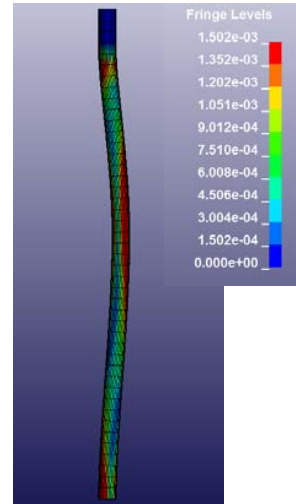 Fringe Levels
1.502e-03
1.352e-03
1.202e-03
1.051e-03
9.012e-04
7.510e-04
6.008e-04
4.506e-04
3.004e-04
1.502e-04
0.000e+00